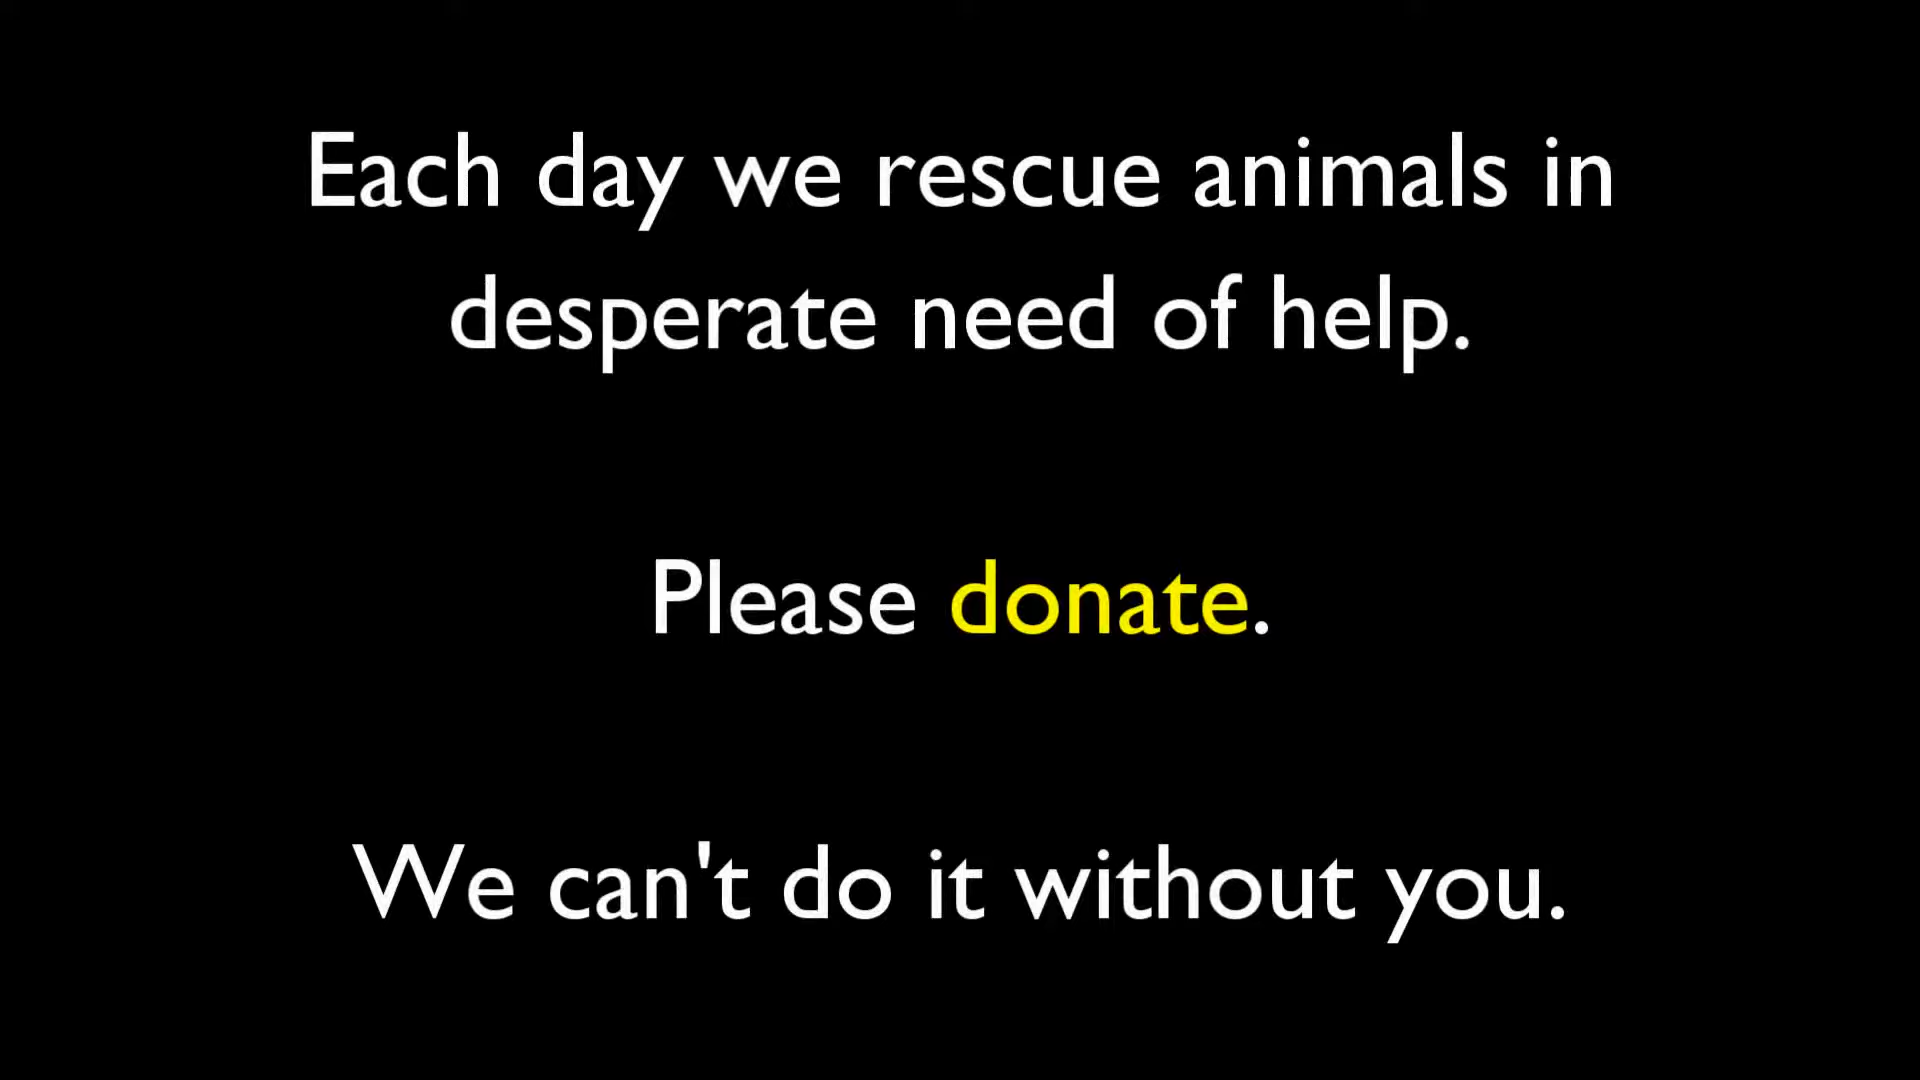 Each day we rescue animals in
desperate need of help.
Please donate.
We can't do it without you.